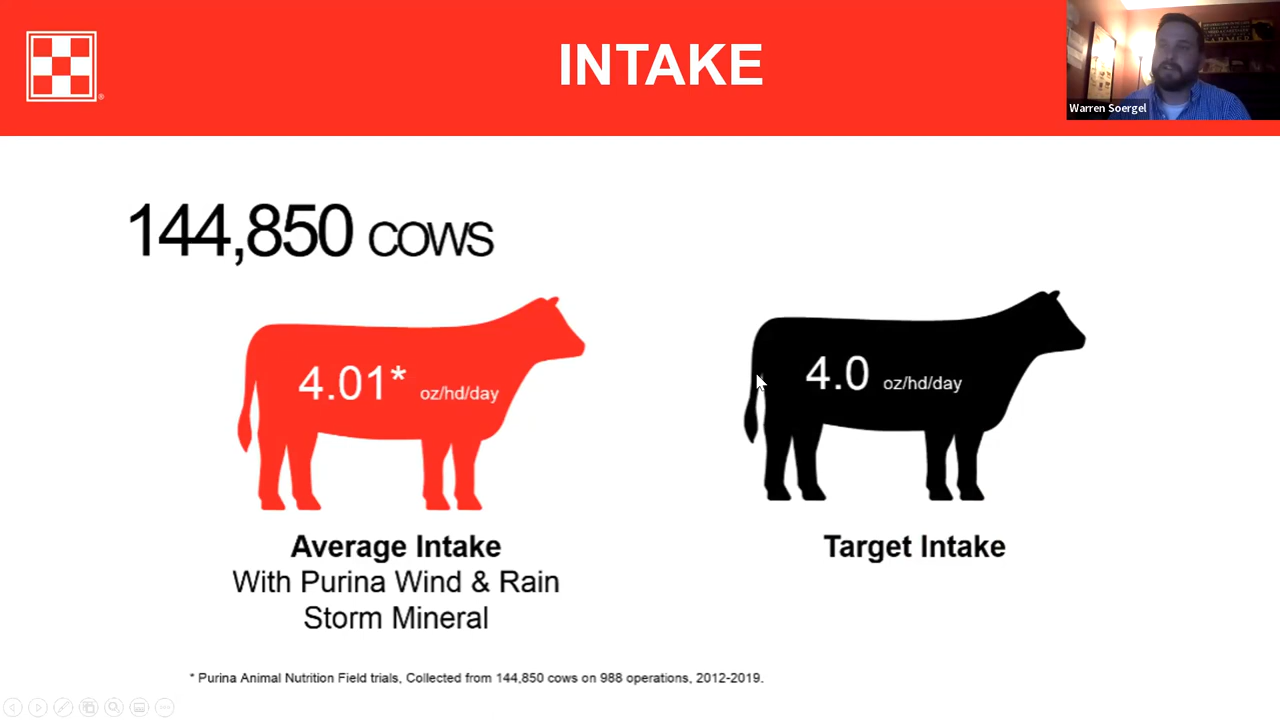 INTAKE
Warren Soergel
144,850 cows
4.01* oz/hd/day
4.0 oz/hd/day
Average Intake
With Purina Wind & Rain
Storm Mineral
Target Intake
* Purina Animal Nutrition Field trials, Collected from 144,850 cows on 988 operations, 2012-2019.